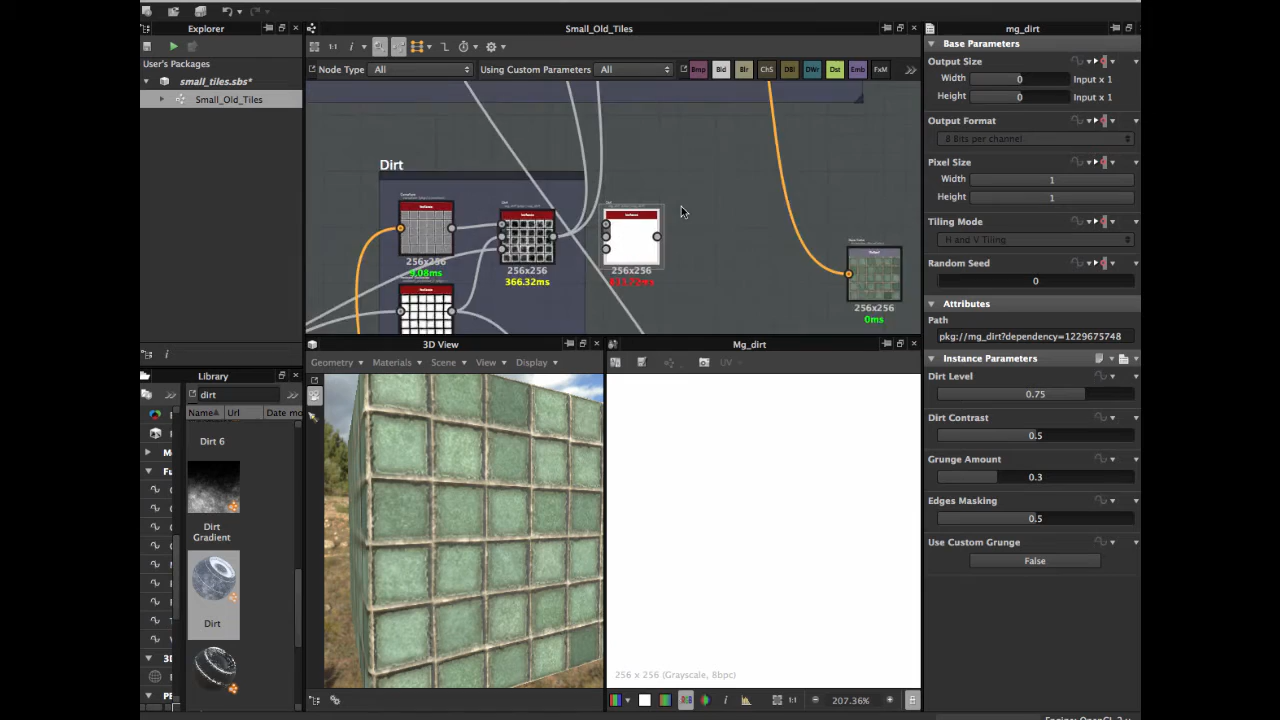 Explorer
User's Packages
small_tiles.sbs*
Small_Old_Tiles
Library
dirt
Name
Url
Date mo
Dirt 6
Dirt
Gradient
Dirt
Fu
3D
Small_Old_Tiles
1:1
Node Type
All
Using Custom Parameters
All
Bmp
Bld
Blr
ChS
DBl
DWr
Dst
Emb
FxM
Dirt
256x256
9.08ms
256x256
366.32ms
256x256
256x256
0ms
3D View
Geometry
Materials
Scene
View
Display
Mg_dirt
UV
256 x 256 (Grayscale, 8bpc)
1:1
207.36%
mg_dirt
Base Parameters
Output Size
Width
0
Input x 1
Height
0
Input x 1
Output Format
8 Bits per channel
Pixel Size
Width
1
Height
1
Tiling Mode
H and V Tiling
Random Seed
0
Attributes
Path
pkg://mg_dirt?dependency=1229675748
Instance Parameters
Dirt Level
0.75
Dirt Contrast
0.5
Grunge Amount
0.3
Edges Masking
0.5
Use Custom Grunge
False